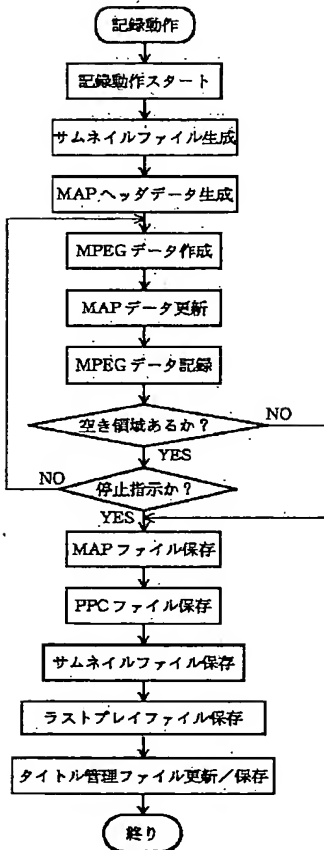 記録動作
記録動作スタート
サムネイルファイル生成
MAPヘッダデータ生成
MPEGデータ作成
MAPデータ更新
MPEGデータ記録
空き領域あるか？
NO
YES
停止指示か？
NO
YES
MAPファイル保存
PPCファイル保存
サムネイルファイル保存
ラストプレイファイル保存
タイトル管理ファイル更新／保存
終り